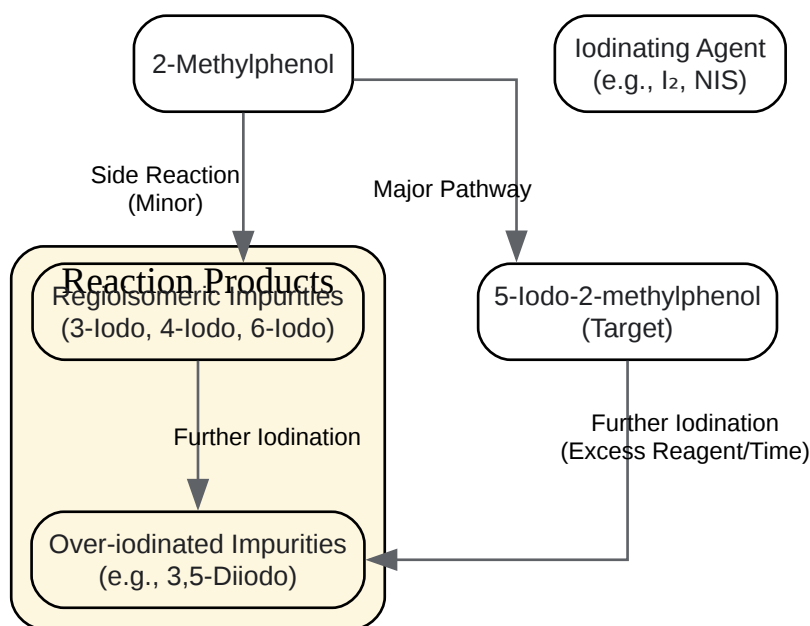 2-Methylphenol
Iodinating Agent
(e.g., I₂, NIS)
Side Reaction
(Minor)
Major Pathway
Reaction Products
Regioisomeric Impurities
(3-Iodo, 4-Iodo, 6-Iodo)
5-Iodo-2-methylphenol
(Target)
Further Iodination
Further Iodination
(Excess Reagent/Time)
Over-iodinated Impurities
(e.g., 3,5-Diiodo)